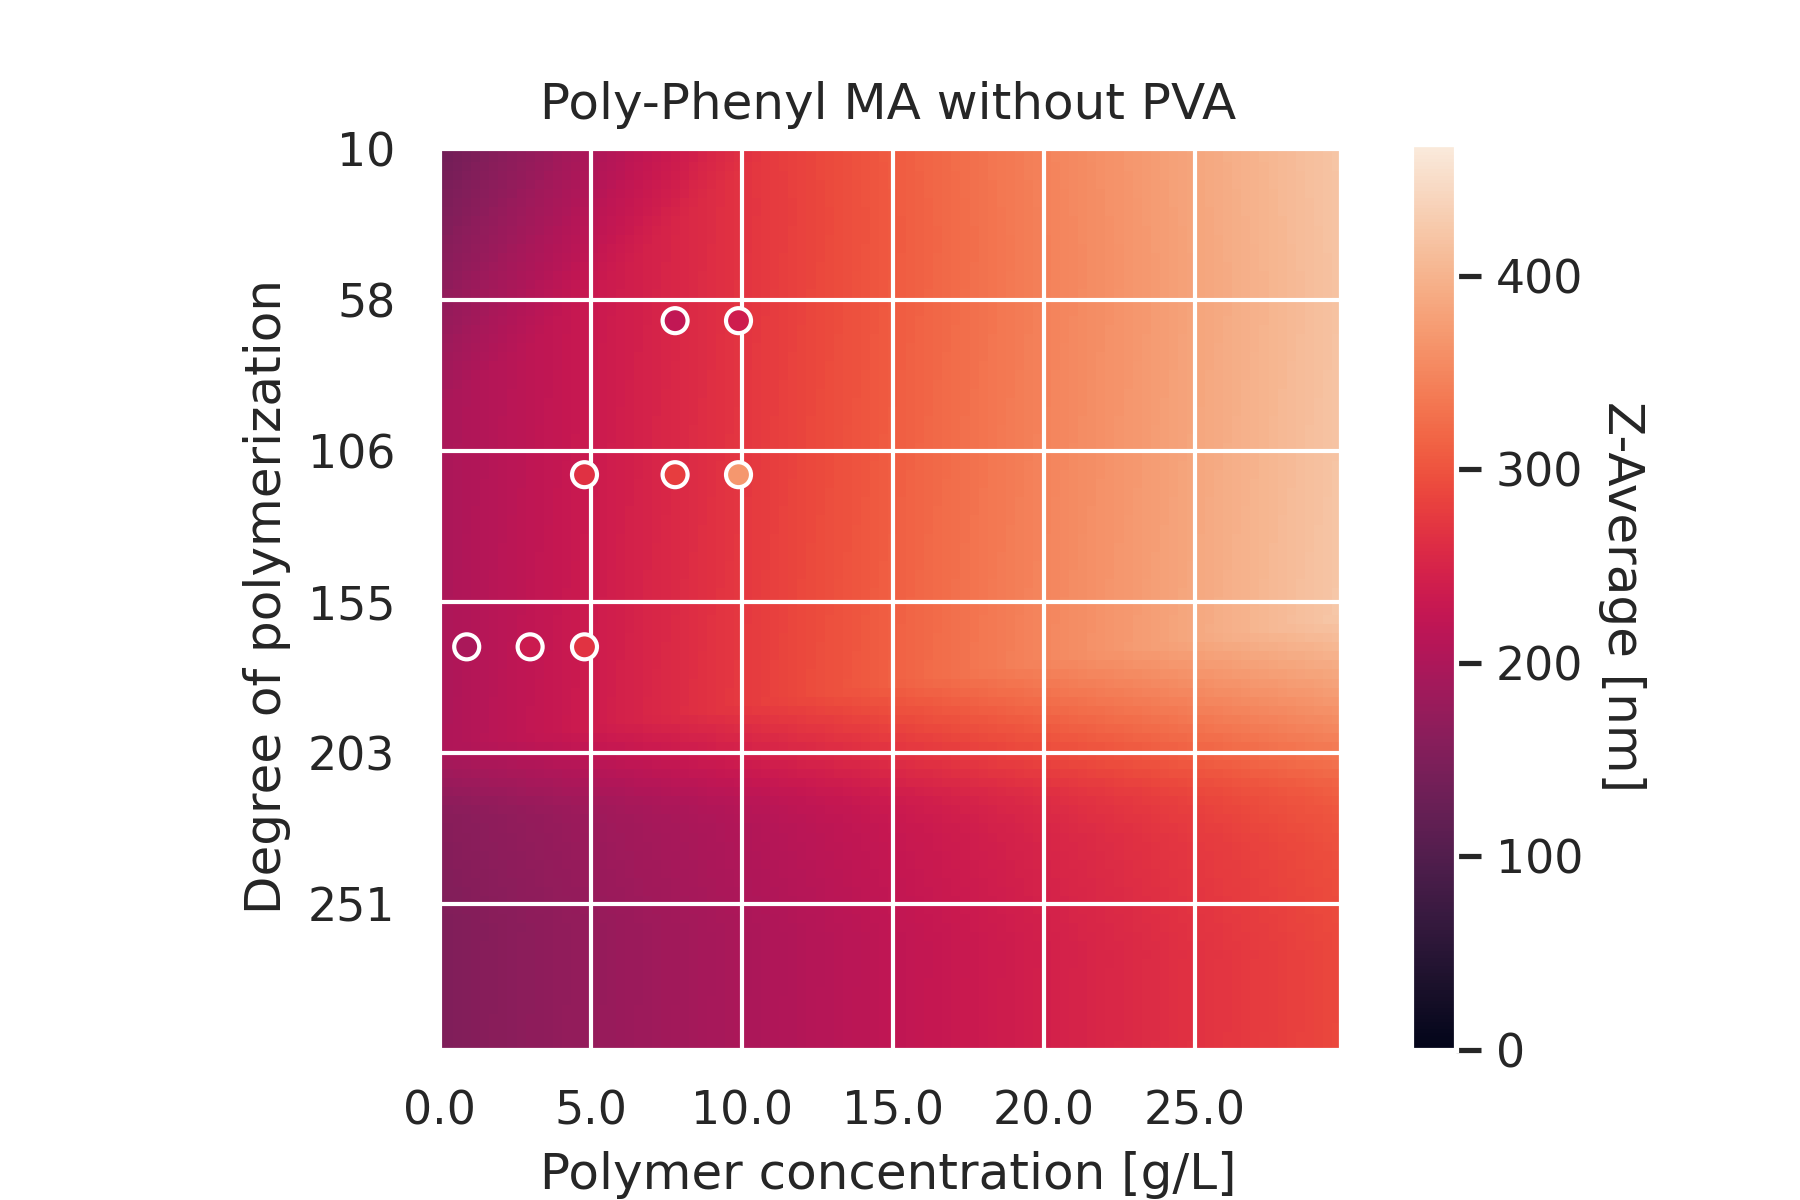 Poly-Phenyl MA without PVA
Degree of polymerization
10
58
106
155
203
251
0.0 5.0 10.0 15.0 20.0 25.0
Polymer concentration [g/L]
400
300
200
100
0
Z-Average [nm]